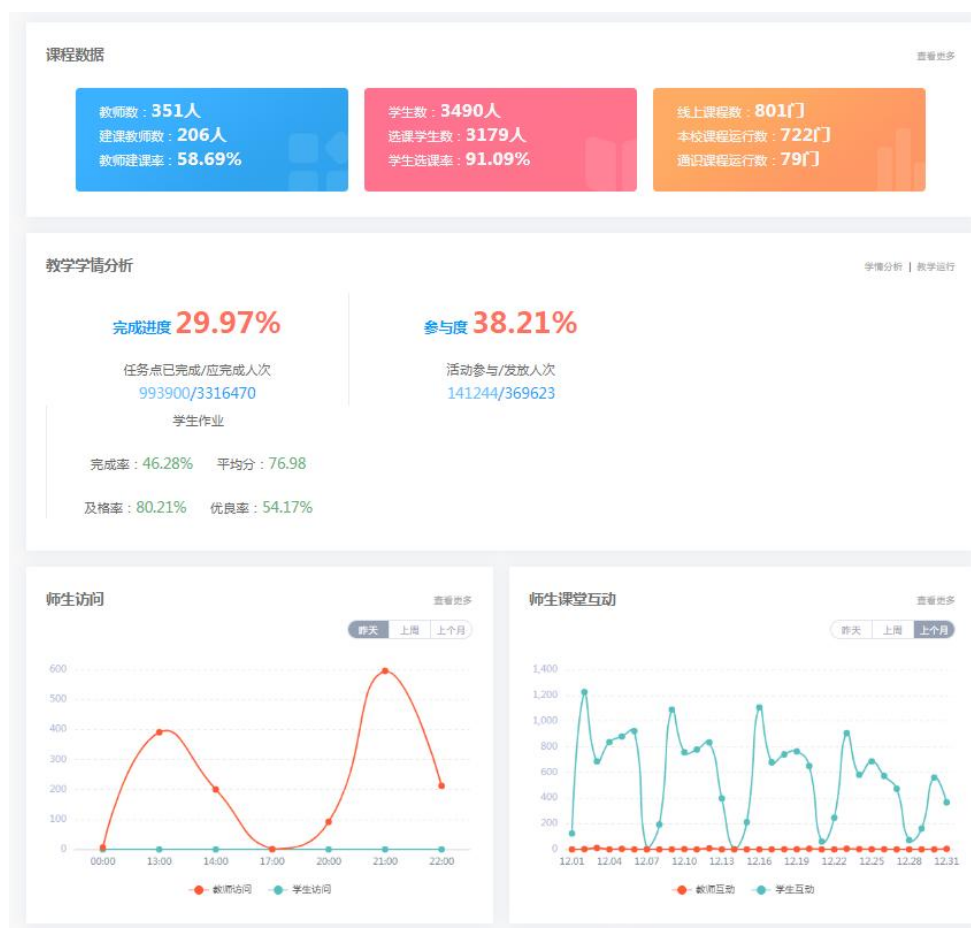 课程数据
查看更多
教师数：351人
建课教师数：206人
教师建课率：58.69%
学生数：3490人
选课学生数：3179人
学生选课率：91.09%
线上课程数：801门
本校课程运行数：722门
通识课程运行数：79门
教学学情分析
学情分析 | 教学运行
完成进度 29.97%
任务点已完成/应完成人次
993900/3316470
参与度 38.21%
活动参与/发放人次
141244/369623
学生作业
完成率：46.28% 平均分：76.98
及格率：80.21% 优良率：54.17%
师生访问
查看更多
昨天 上周 上个月
600
500
400
300
200
100
0
00:00 13:00 14:00 17:00 20:00 21:00 22:00
教师访问 学生访问
师生课堂互动
查看更多
昨天 上周 上个月
1,400
1,200
1,000
800
600
400
200
0
12.01 12.04 12.07 12.10 12.13 12.16 12.19 12.22 12.25 12.28 12.31
教师互动 学生互动